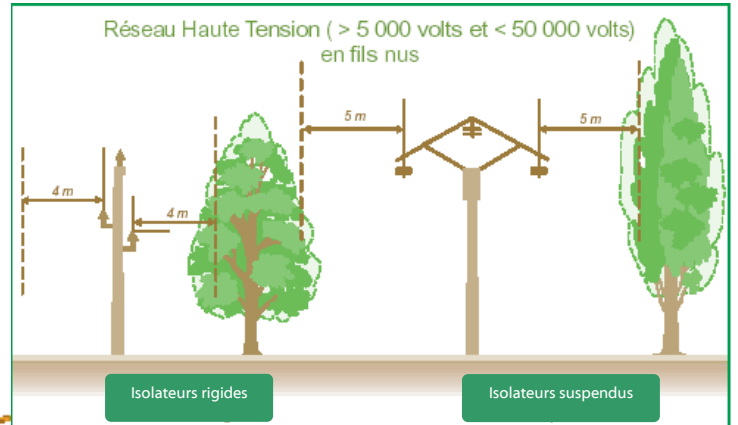 Réseau Haute Tension ( > 5 000 volts et < 50 000 volts)
en fils nus
5 m
5 m
4 m
4 m
Isolateurs rigides
Isolateurs suspendus